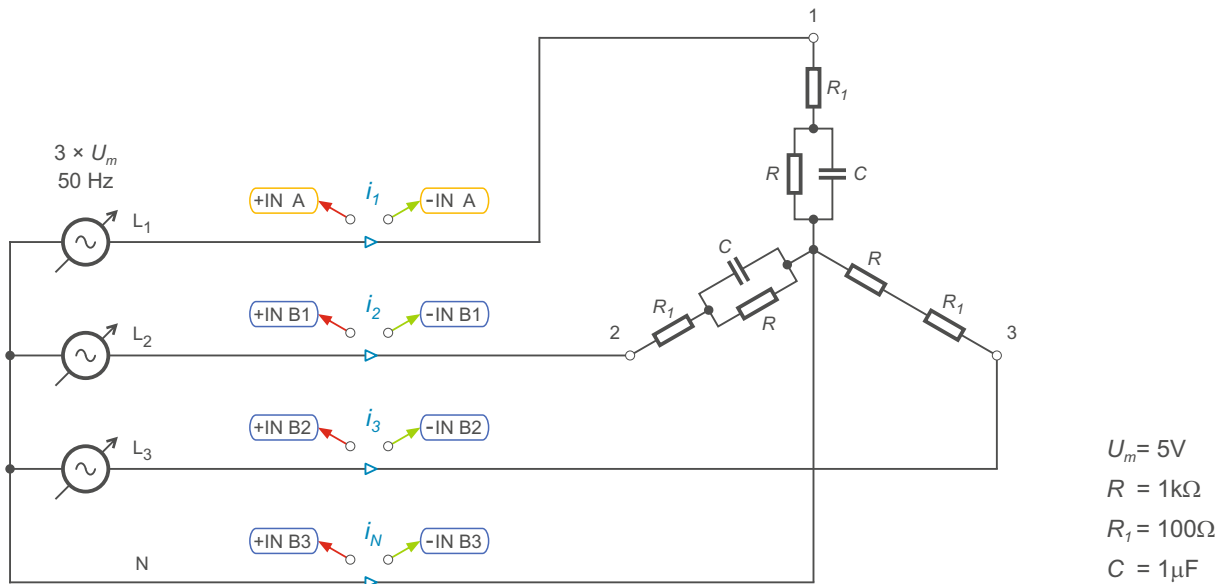 1
R₁
3 × Uₘ
50 Hz
R C
+IN A i₁ -IN A
L₁
C R
+IN B1 i₂ -IN B1
R₁ R₁
L₂ 2 R 3
+IN B2 i₃ -IN B2
L₃
Uₘ= 5V
R = 1kΩ
+IN B3 i_N -IN B3
R₁ = 100Ω
N
C = 1μF